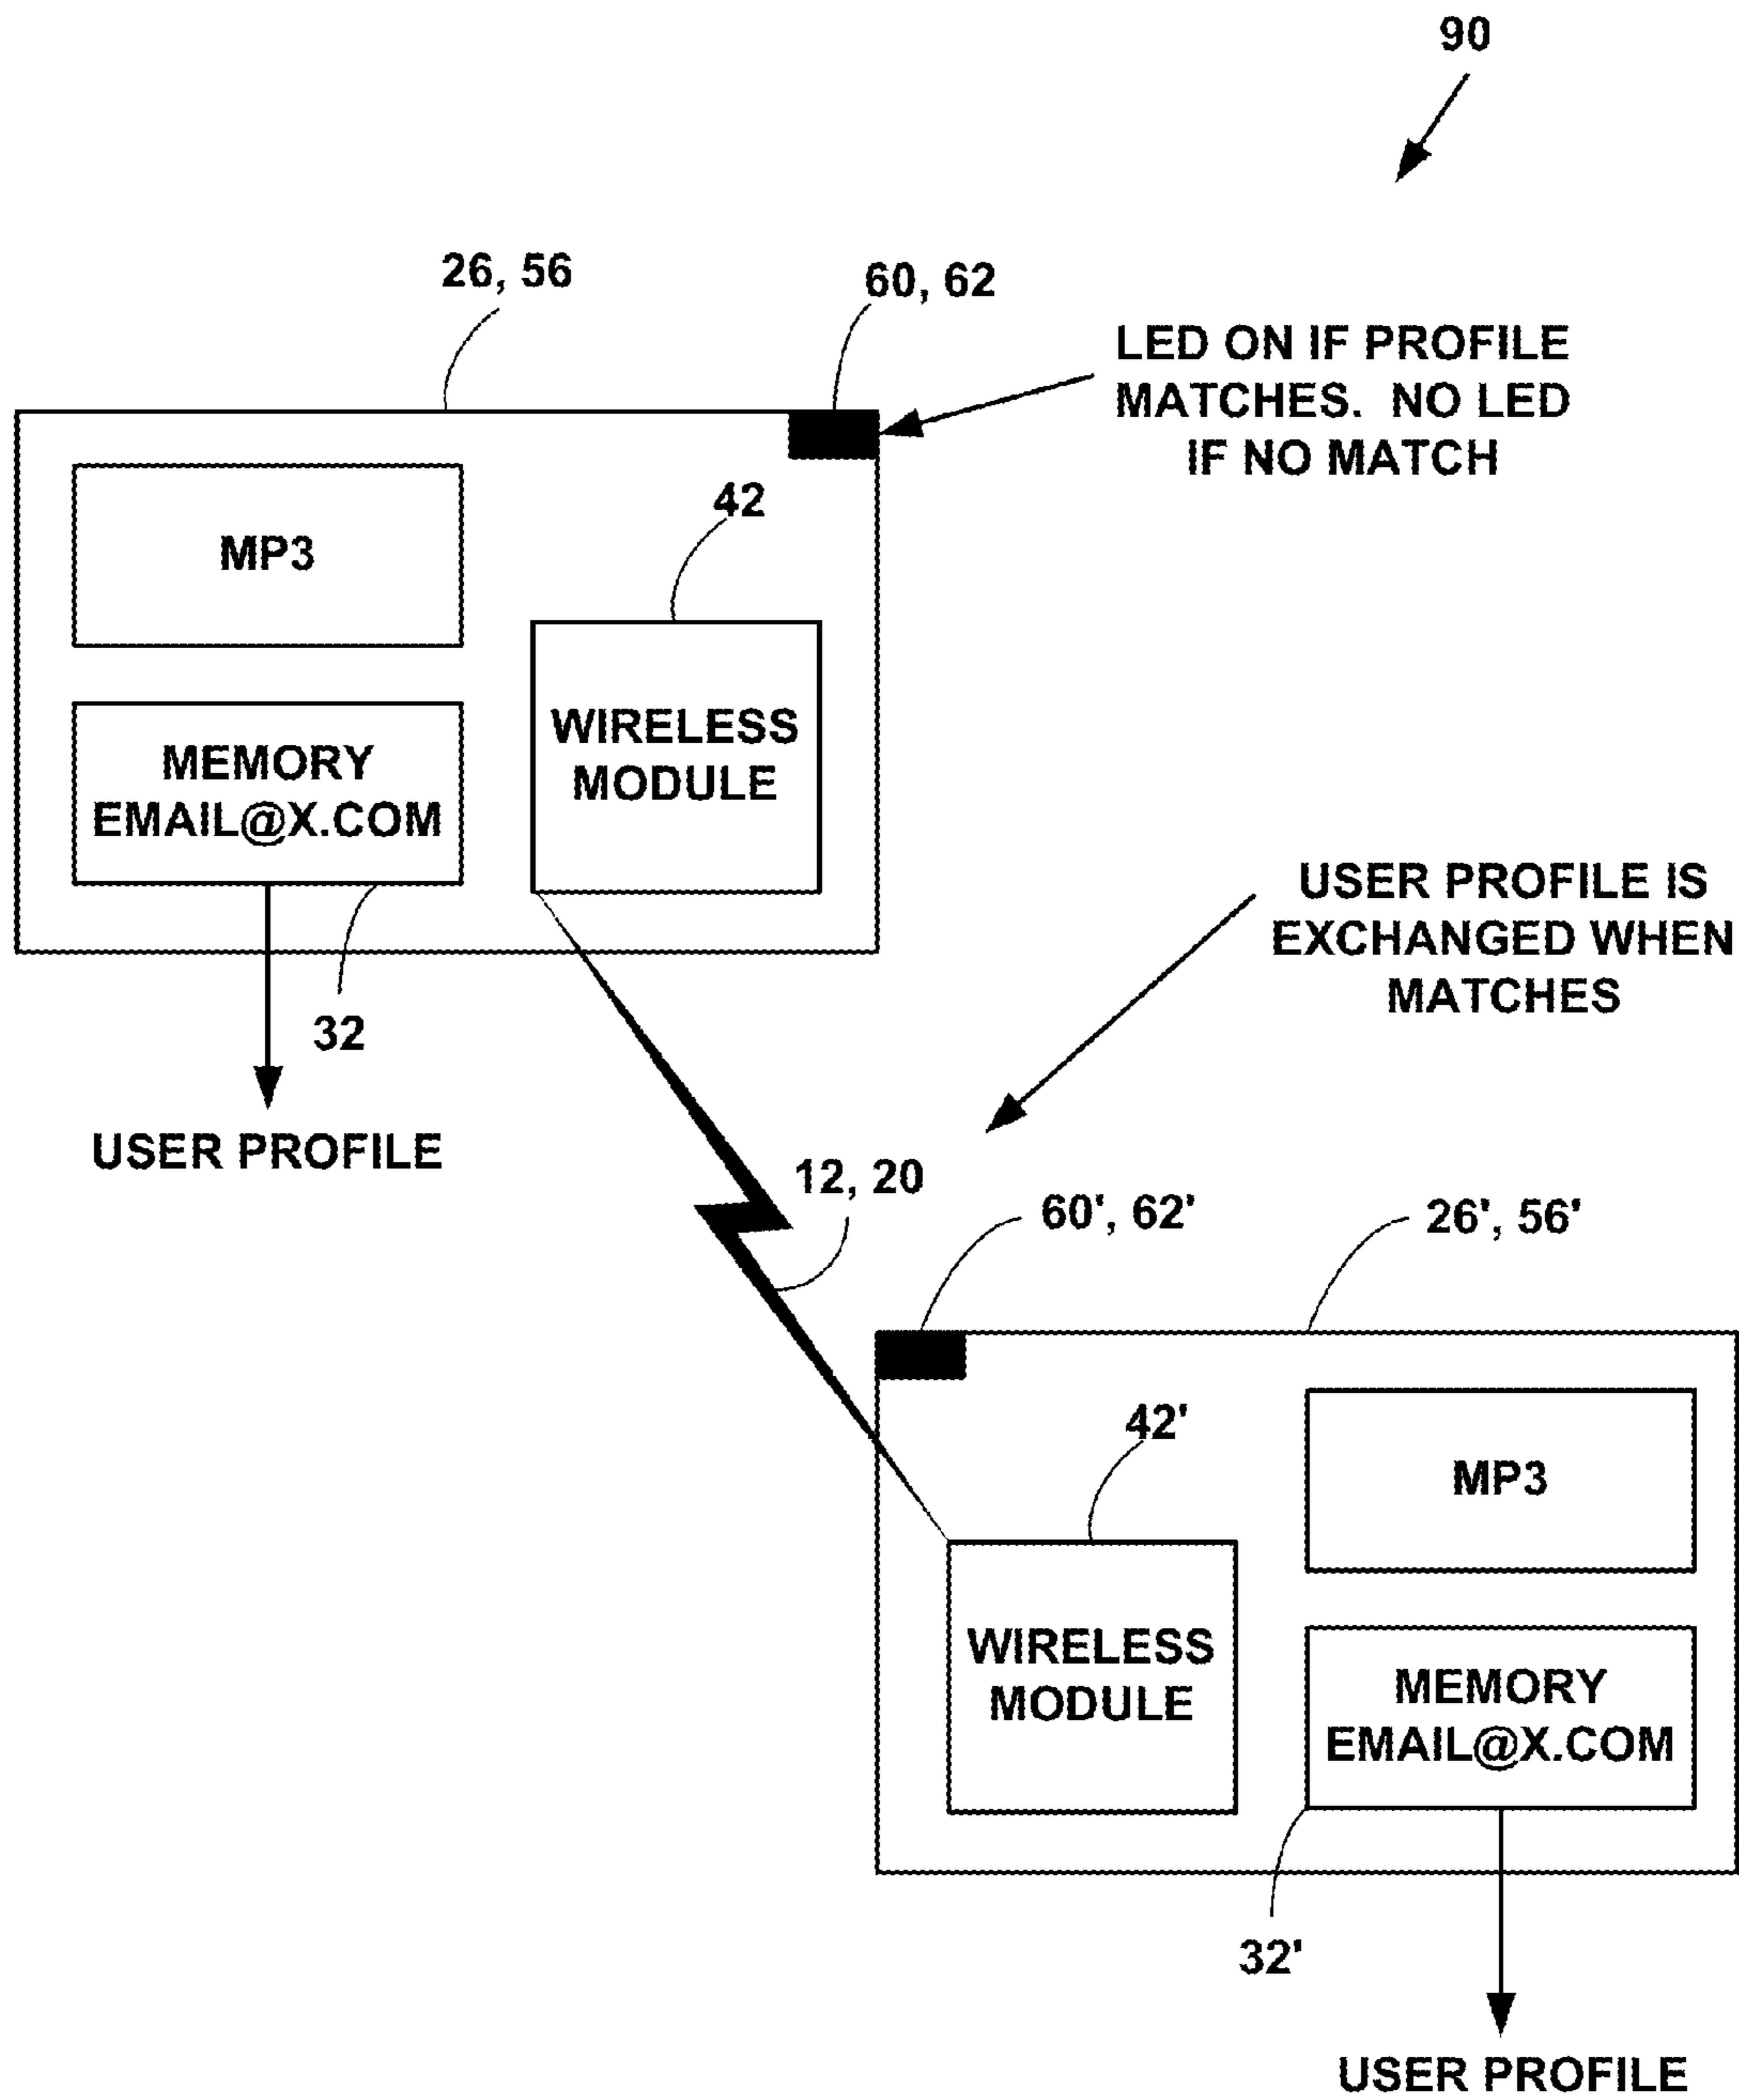 90
26, 56
60, 62
LED ON IF PROFILE
MATCHES. NO LED
IF NO MATCH
MP3
42
WIRELESS
MODULE
MEMORY
EMAIL@X.COM
32
USER PROFILE
USER PROFILE IS
EXCHANGED WHEN
MATCHES
12, 20
60', 62'
26', 56'
42'
MP3
WIRELESS
MODULE
MEMORY
EMAIL@X.COM
32'
USER PROFILE